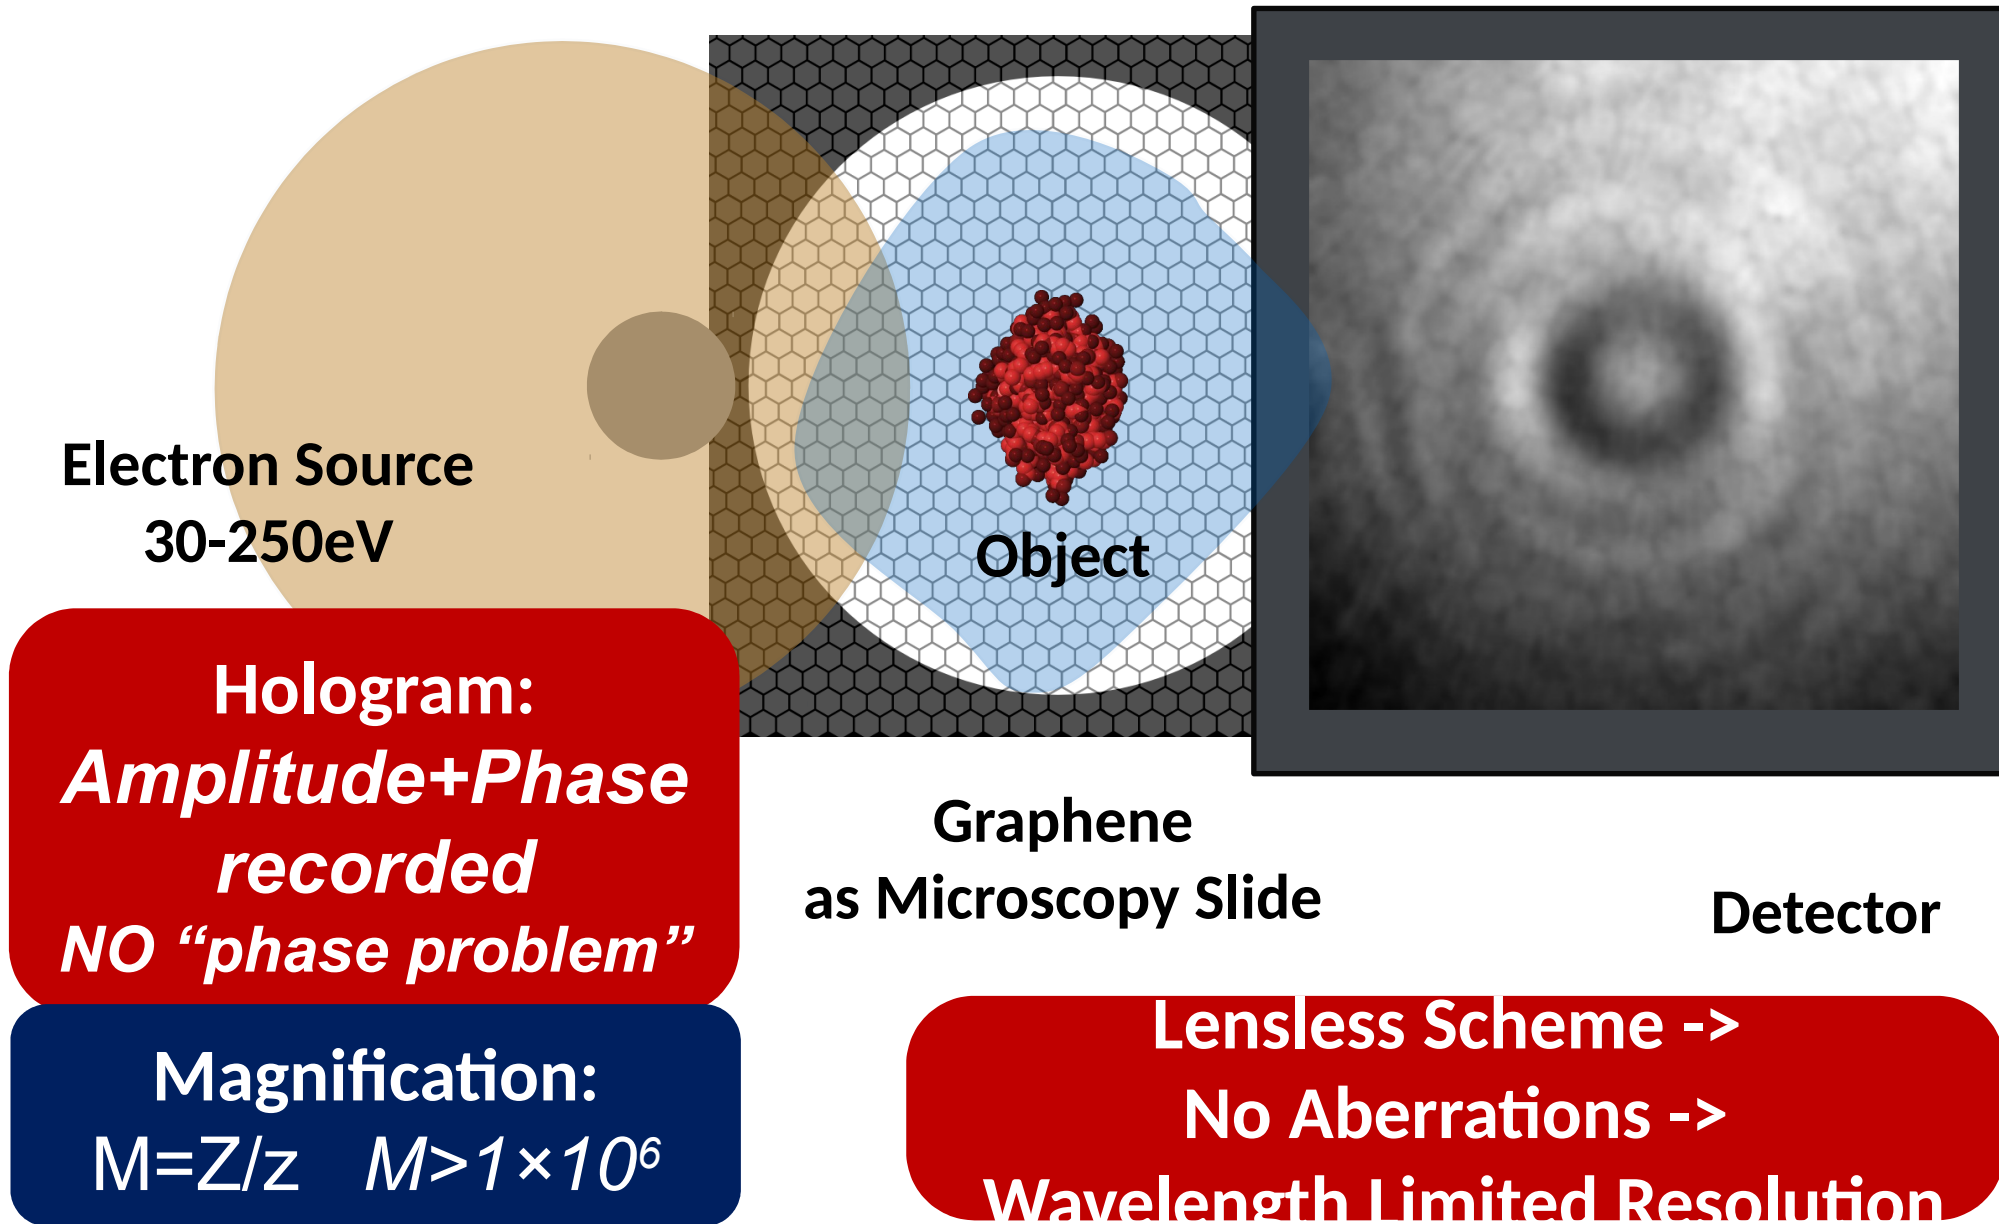 Electron Source
30-250eV
Object
Hologram:
Amplitude+Phase
recorded
NO “phase problem”
Graphene
as Microscopy Slide
Detector
Magnification:
M=Z/z M>1×10⁶
Lensless Scheme ->
No Aberrations ->
Wavelength Limited Resolution